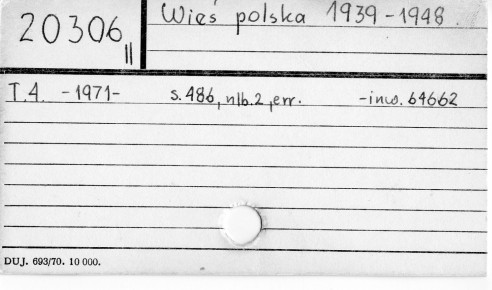 Wieś polska 1939-1948.
20306
II
T.4. -1971- s.486, nlb.2, err. -inw. 64662
DUJ. 693/70. 10 000.